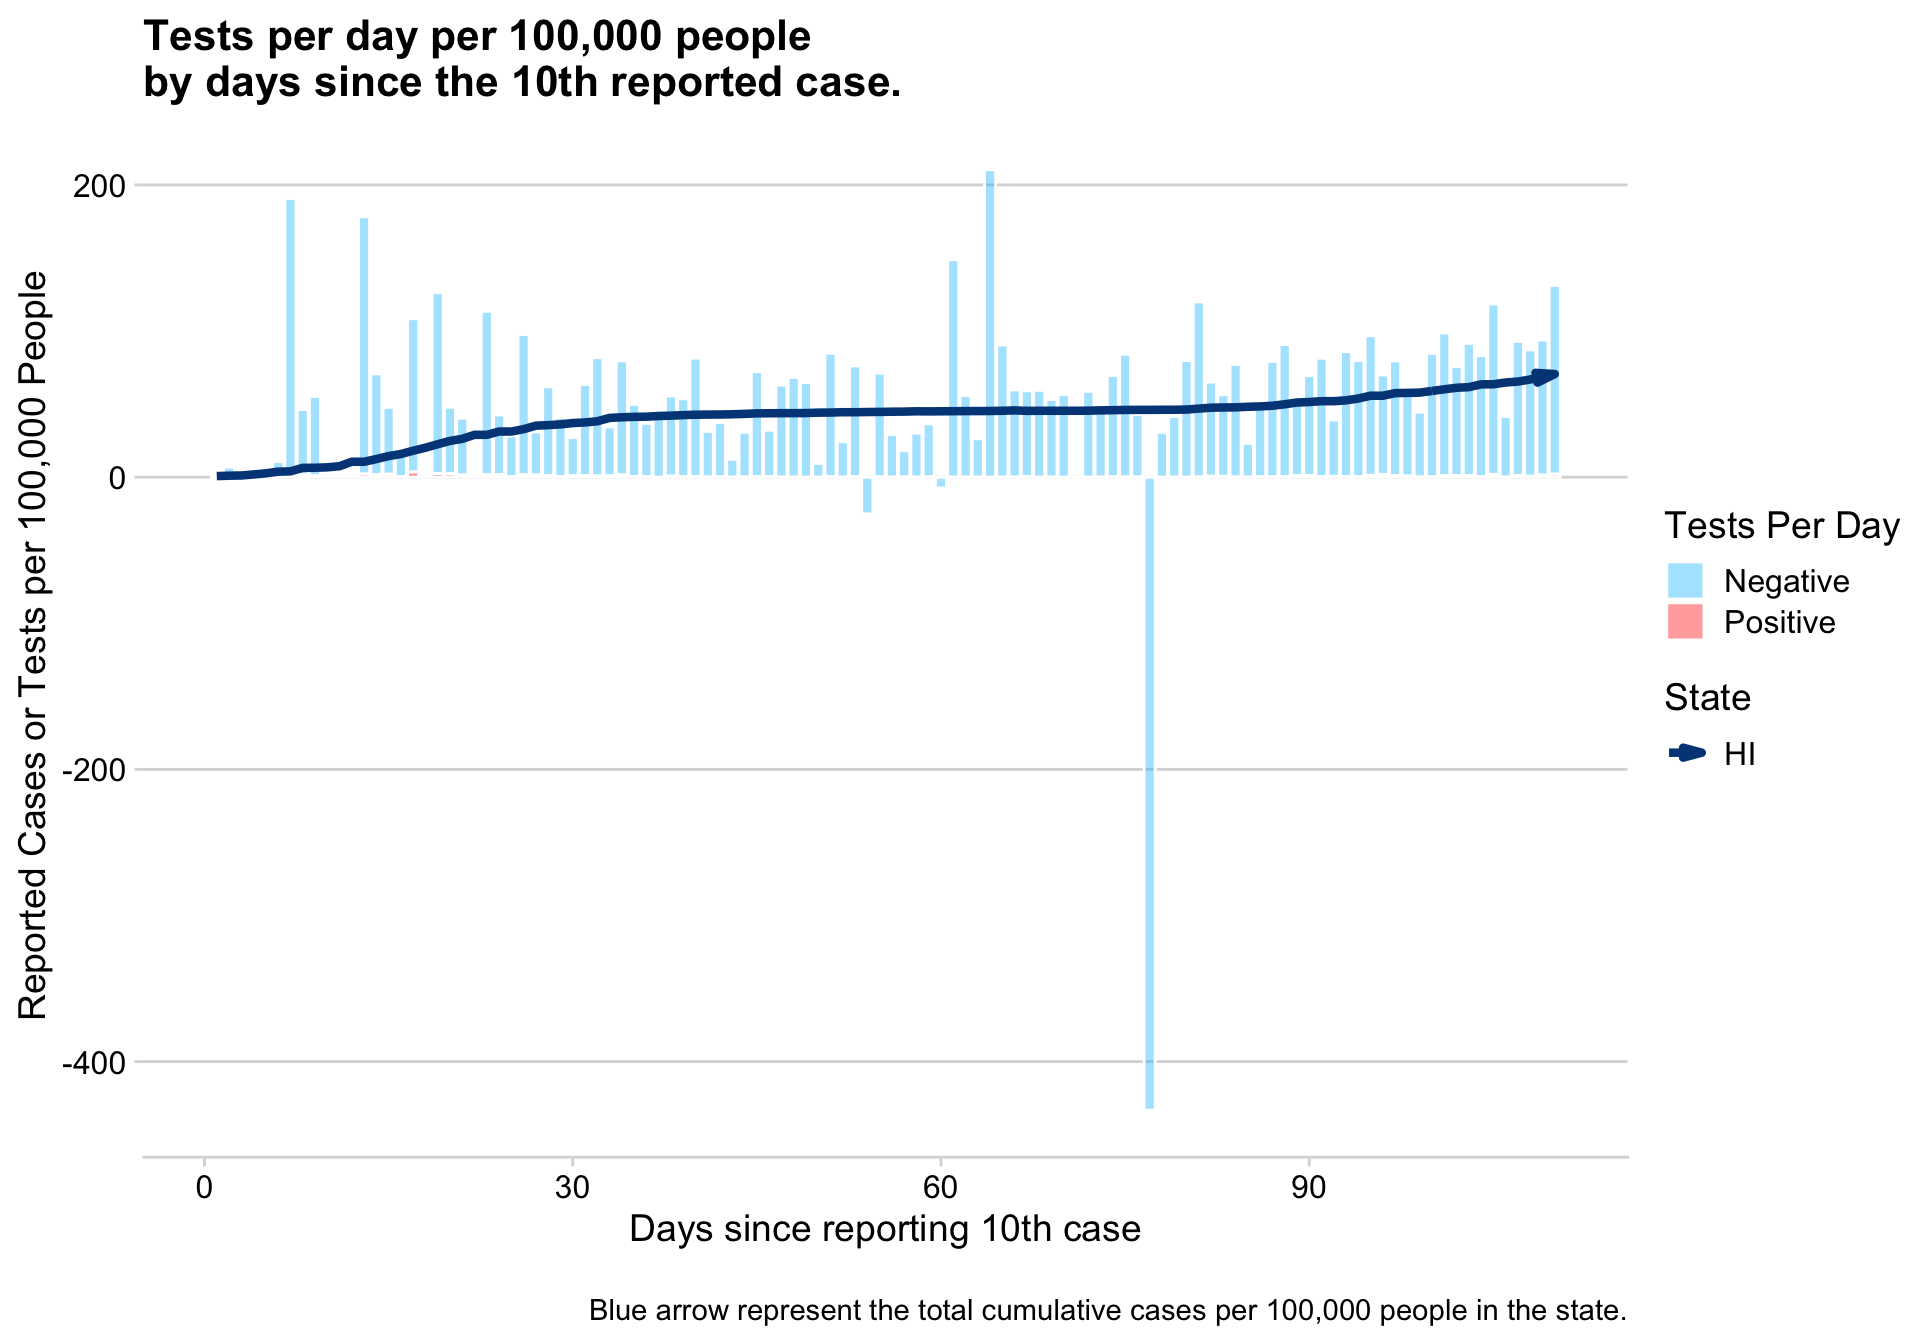 Tests per day per 100,000 people
by days since the 10th reported case.
Reported Cases or Tests per 100,000 People
200
0
-200
-400
0
30
60
90
Days since reporting 10th case
Tests Per Day
Negative
Positive
State
HI
Blue arrow represent the total cumulative cases per 100,000 people in the state.